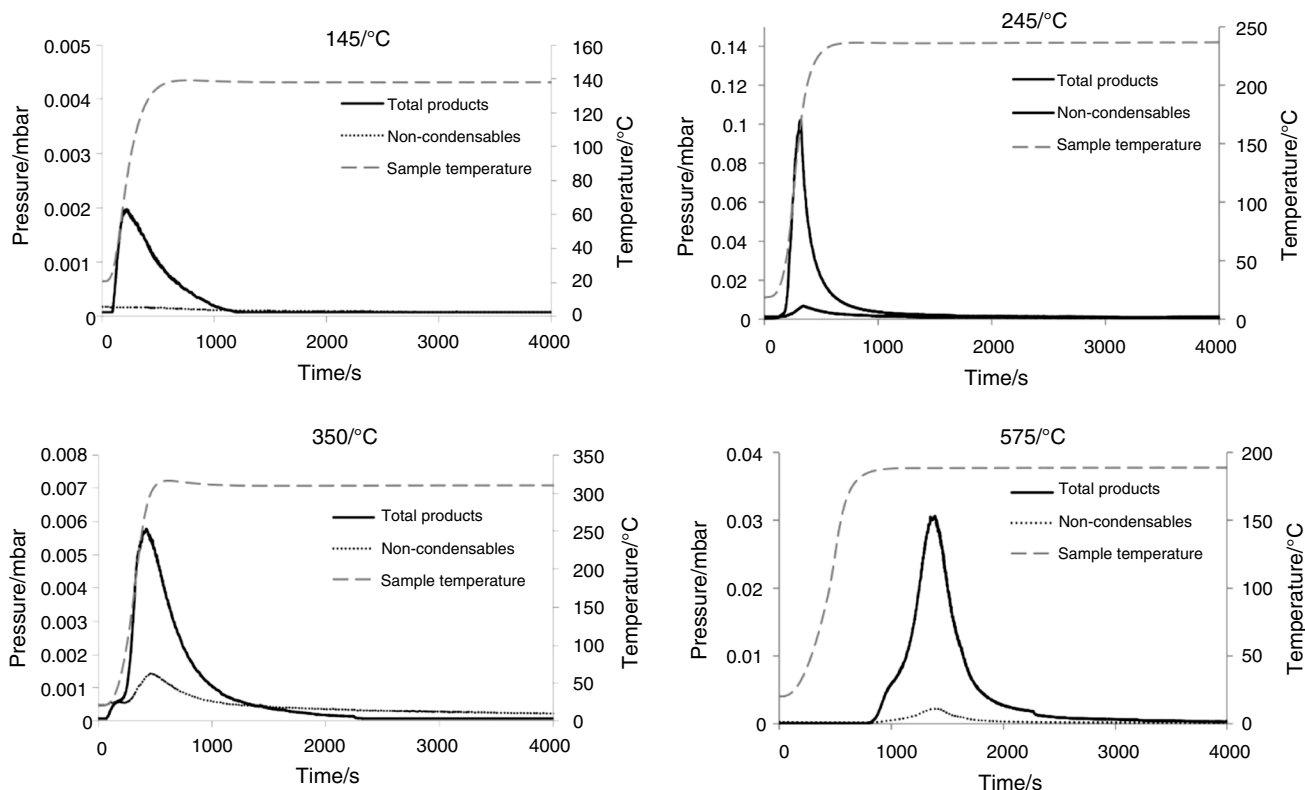 145/°C
0.005
0.004
0.003
0.002
0.001
0
160
140
120
100
80
60
40
20
0
Pressure/mbar
Temperature/°C
Total products
Non-condensables
Sample temperature
0 1000 2000 3000 4000
Time/s
245/°C
0.14
0.12
0.1
0.08
0.06
0.04
0.02
0
250
200
150
100
50
0
Pressure/mbar
Temperature/°C
Total products
Non-condensables
Sample temperature
0 1000 2000 3000 4000
Time/s
350/°C
0.008
0.007
0.006
0.005
0.004
0.003
0.002
0.001
0
350
300
250
200
150
100
50
0
Pressure/mbar
Temperature/°C
Total products
Non-condensables
Sample temperature
0 1000 2000 3000 4000
Time/s
575/°C
0.04
0.03
0.02
0.01
0
200
150
100
50
0
Pressure/mbar
Temperature/°C
Total products
Non-condensables
Sample temperature
0 1000 2000 3000 4000
Time/s